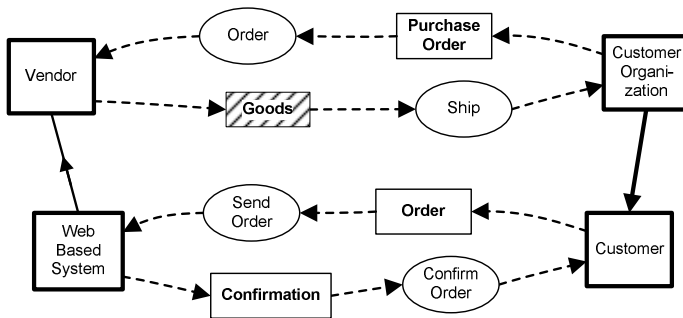 Order
Purchase
Order
Customer
Organi-
zation
Vendor
Goods
Ship
Send
Order
Order
Web
Based
System
Customer
Confirmation
Confirm
Order